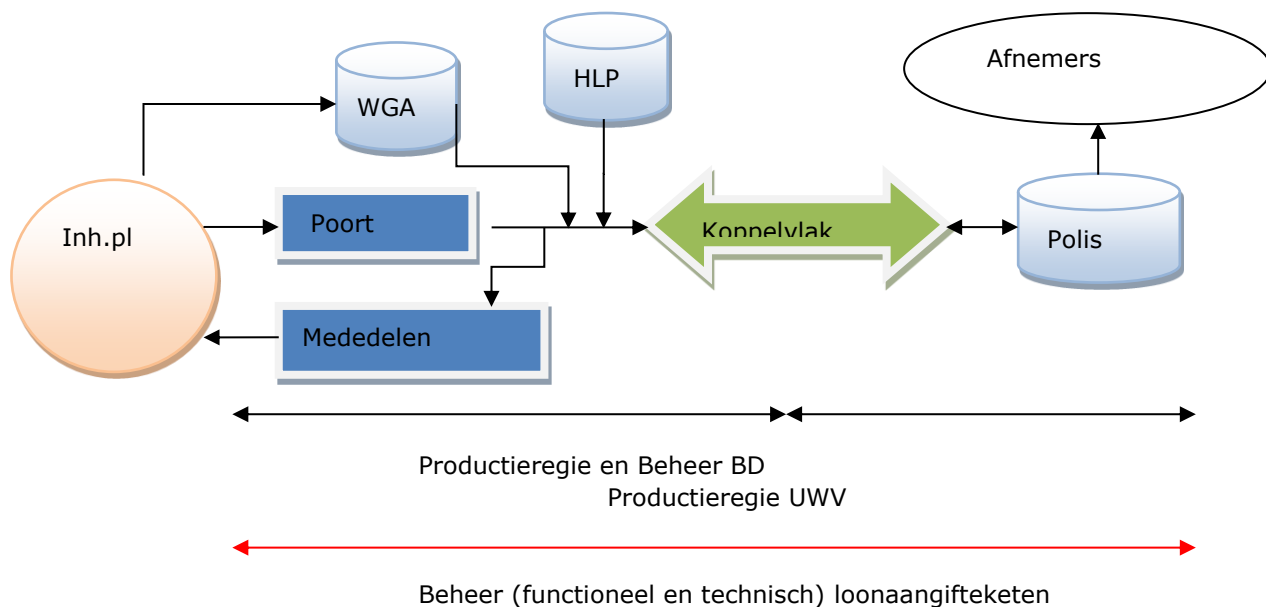 WGA
HLP
Afnemers
Inh.pl
Poort
Koppelvlak
Polis
Mededelen
Productieregie en Beheer BD
Productieregie UWV
Beheer (functioneel en technisch) loonaangifteketen